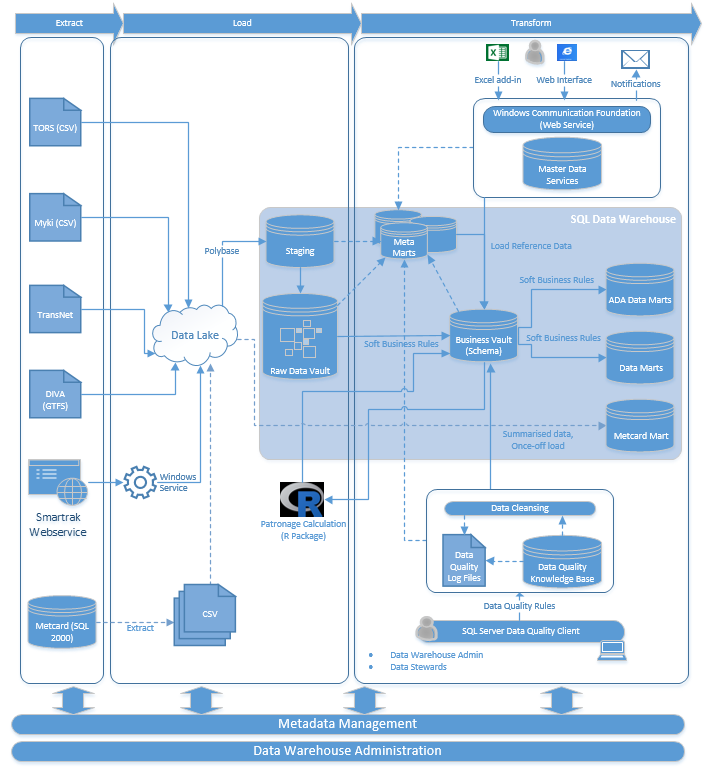 Extract
Load
Transform
Excel add-in
Web Interface
Notifications
Windows Communication Foundation
(Web Service)
Master Data
Services
TORS (CSV)
Myki (CSV)
TransNet
DIVA
(GTFS)
Smartrak
Webservice
Metcard (SQL
2000)
Extract
CSV
Windows
Service
Data Lake
Polybase
SQL Data Warehouse
Staging
Meta
Marts
Load Reference Data
Raw Data Vault
Soft Business Rules
Business Vault
(Schema)
Soft Business Rules
ADA Data Marts
Soft Business Rules
Data Marts
Summarised data,
Once-off load
Metcard Mart
R
Patronage Calculation
(R Package)
Data Cleansing
Data
Quality
Log Files
Data Quality
Knowledge Base
Data Quality Rules
SQL Server Data Quality Client
• Data Warehouse Admin
• Data Stewards
Metadata Management
Data Warehouse Administration